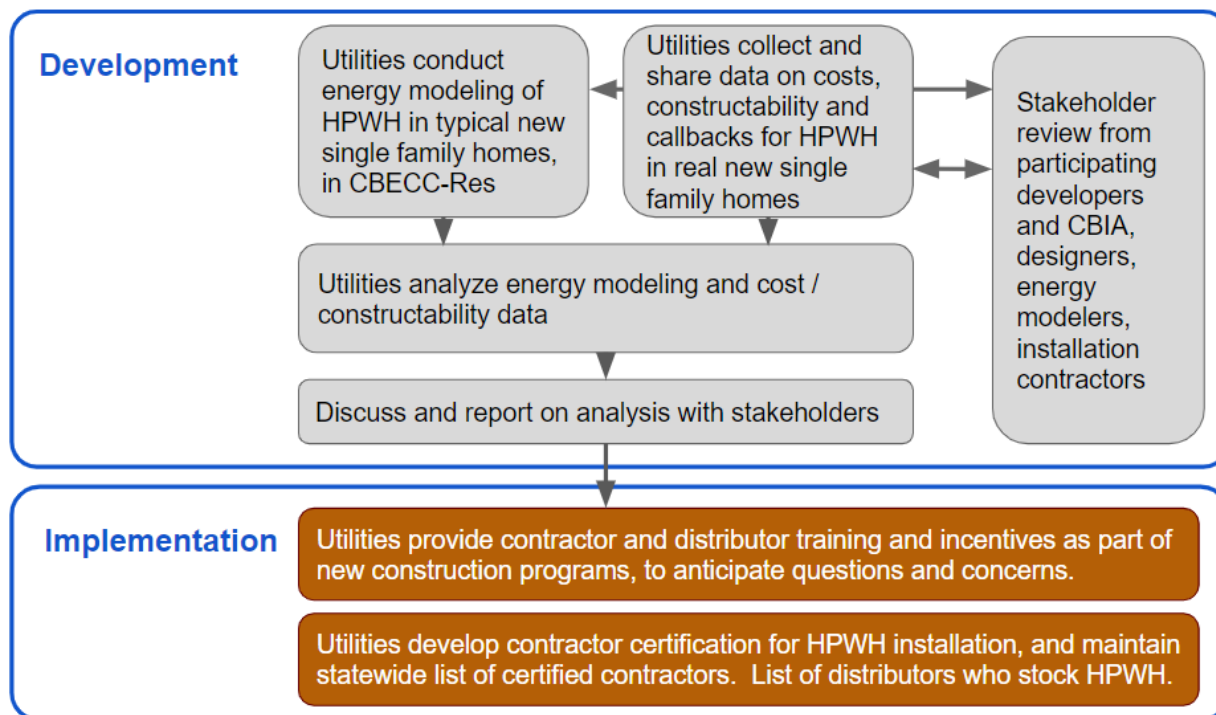 Development
Utilities conduct
energy modeling of
HPWH in typical new
single family homes,
in CBECC-Res
Utilities collect and
share data on costs,
constructability and
callbacks for HPWH
in real new single
family homes
Stakeholder
review from
participating
developers
and CBIA,
designers,
energy
modelers,
installation
contractors
Utilities analyze energy modeling and cost /
constructability data
Discuss and report on analysis with stakeholders
Implementation
Utilities provide contractor and distributor training and incentives as part of
new construction programs, to anticipate questions and concerns.
Utilities develop contractor certification for HPWH installation, and maintain
statewide list of certified contractors.  List of distributors who stock HPWH.